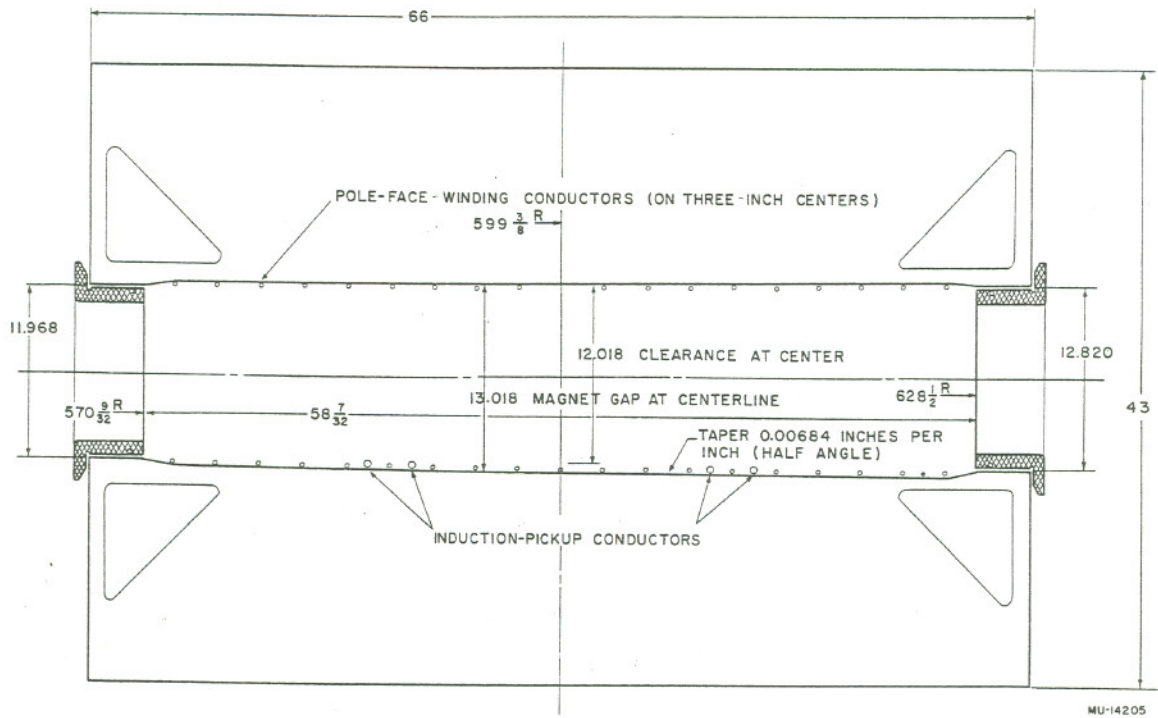 66
POLE-FACE-WINDING CONDUCTORS (ON THREE-INCH CENTERS)
599 3/8 R
11.968
12.018 CLEARANCE AT CENTER
12.820
570 9/32 R
58 7/32
13.018 MAGNET GAP AT CENTERLINE
628 1/2 R
43
TAPER 0.00684 INCHES PER
INCH (HALF ANGLE)
INDUCTION-PICKUP CONDUCTORS
MU-14205